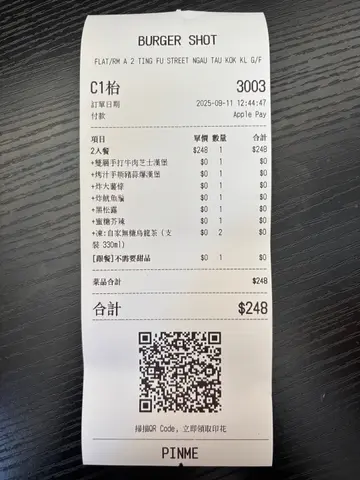 BURGER SHOT
FLAT/RM A 2 TING FU STREET NGAU TAU KOK KL G/F
C1枱 3003
訂單日期 2025-09-11 12:44:47
付款 Apple Pay
項目 單價 數量 合計
2人餐 $248 1 $248
+雙層手打牛肉芝士漢堡 $0 1 $0
+烤汁手撕豬蒜爆漢堡 $0 1 $0
+炸大薯條 $0 1 $0
+炸魷魚 $0 1 $0
+黑松露 $0 1 $0
+蜜糖芥辣 $0 1 $0
+凍:自家無糖烏龍茶 (支 $0 2 $0
裝 330ml)
[跟餐]不需要甜品 $0 1 $0
菜品合計 $248
合計 $248
掃描QR Code, 立即領取印花
PINME